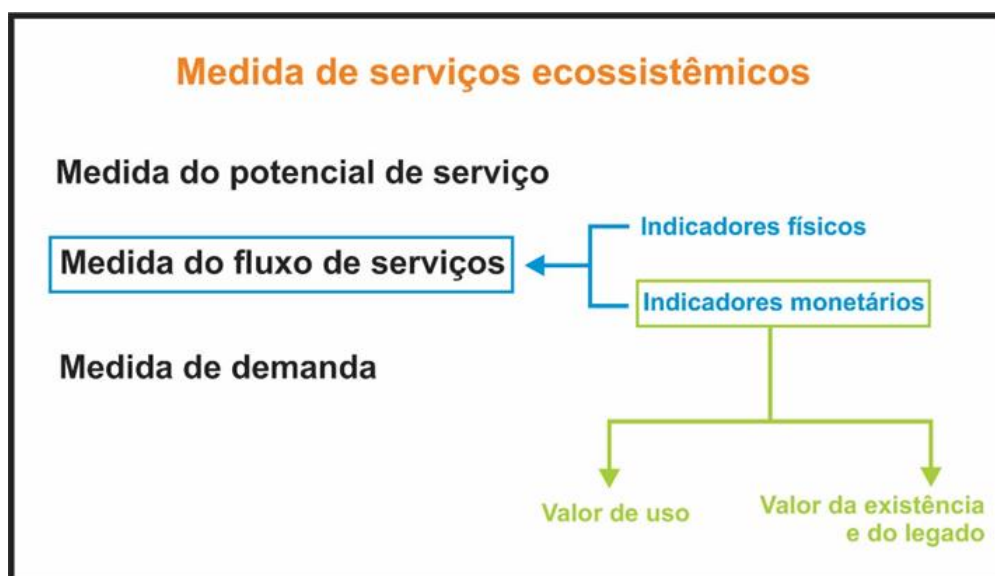 Medida de serviços ecossistêmicos
Medida do potencial de serviço
Indicadores físicos
Medida do fluxo de serviços
Indicadores monetários
Medida de demanda
Valor de uso
Valor da existência
e do legado